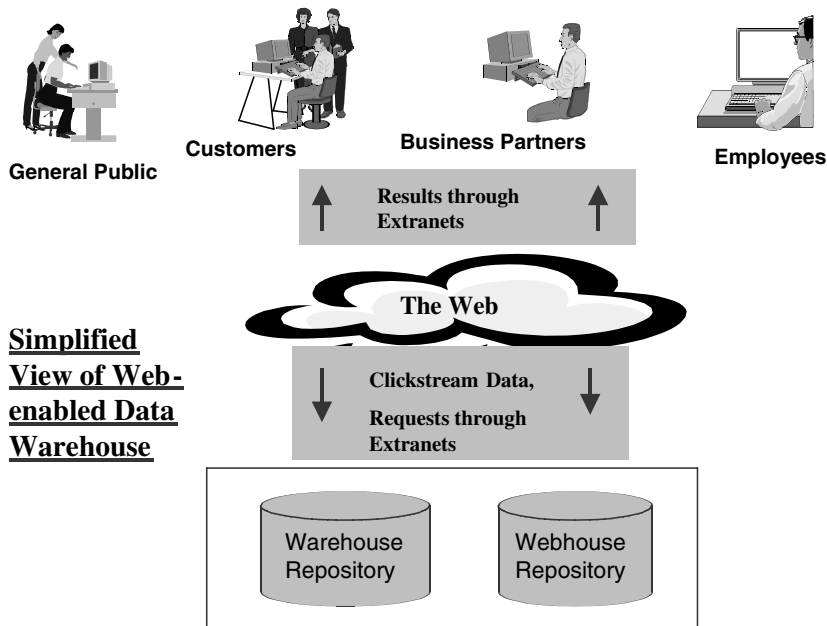 General Public
Customers
Business Partners
Employees
Results through
Extranets
The Web
Simplified
View of Web-
enabled Data
Warehouse
Clickstream Data,
Requests through
Extranets
Warehouse
Repository
Webhouse
Repository